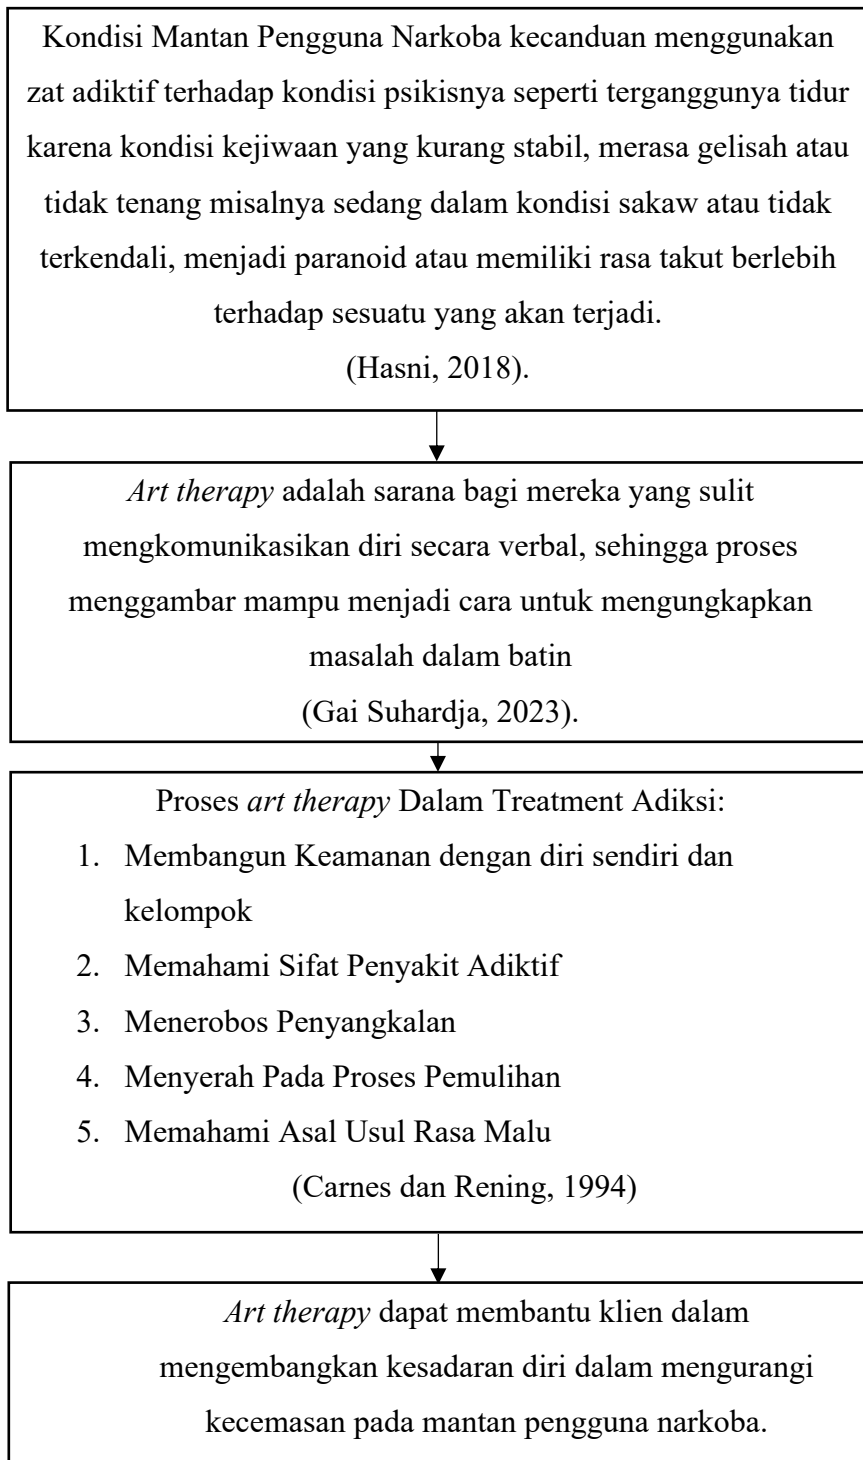 Kondisi Mantan Pengguna Narkoba kecanduan menggunakan
zat adiktif terhadap kondisi psikisnya seperti terganggunya tidur
karena kondisi kejiwaan yang kurang stabil, merasa gelisah atau
tidak tenang misalnya sedang dalam kondisi sakaw atau tidak
terkendali, menjadi paranoid atau memiliki rasa takut berlebih
terhadap sesuatu yang akan terjadi.
(Hasni, 2018).
Art therapy adalah sarana bagi mereka yang sulit
mengkomunikasikan diri secara verbal, sehingga proses
menggambar mampu menjadi cara untuk mengungkapkan
masalah dalam batin
(Gai Suhardja, 2023).
Proses art therapy Dalam Treatment Adiksi:
1. Membangun Keamanan dengan diri sendiri dan
kelompok
2. Memahami Sifat Penyakit Adiktif
3. Menerobos Penyangkalan
4. Menyerah Pada Proses Pemulihan
5. Memahami Asal Usul Rasa Malu
(Carnes dan Rening, 1994)
Art therapy dapat membantu klien dalam
mengembangkan kesadaran diri dalam mengurangi
kecemasan pada mantan pengguna narkoba.